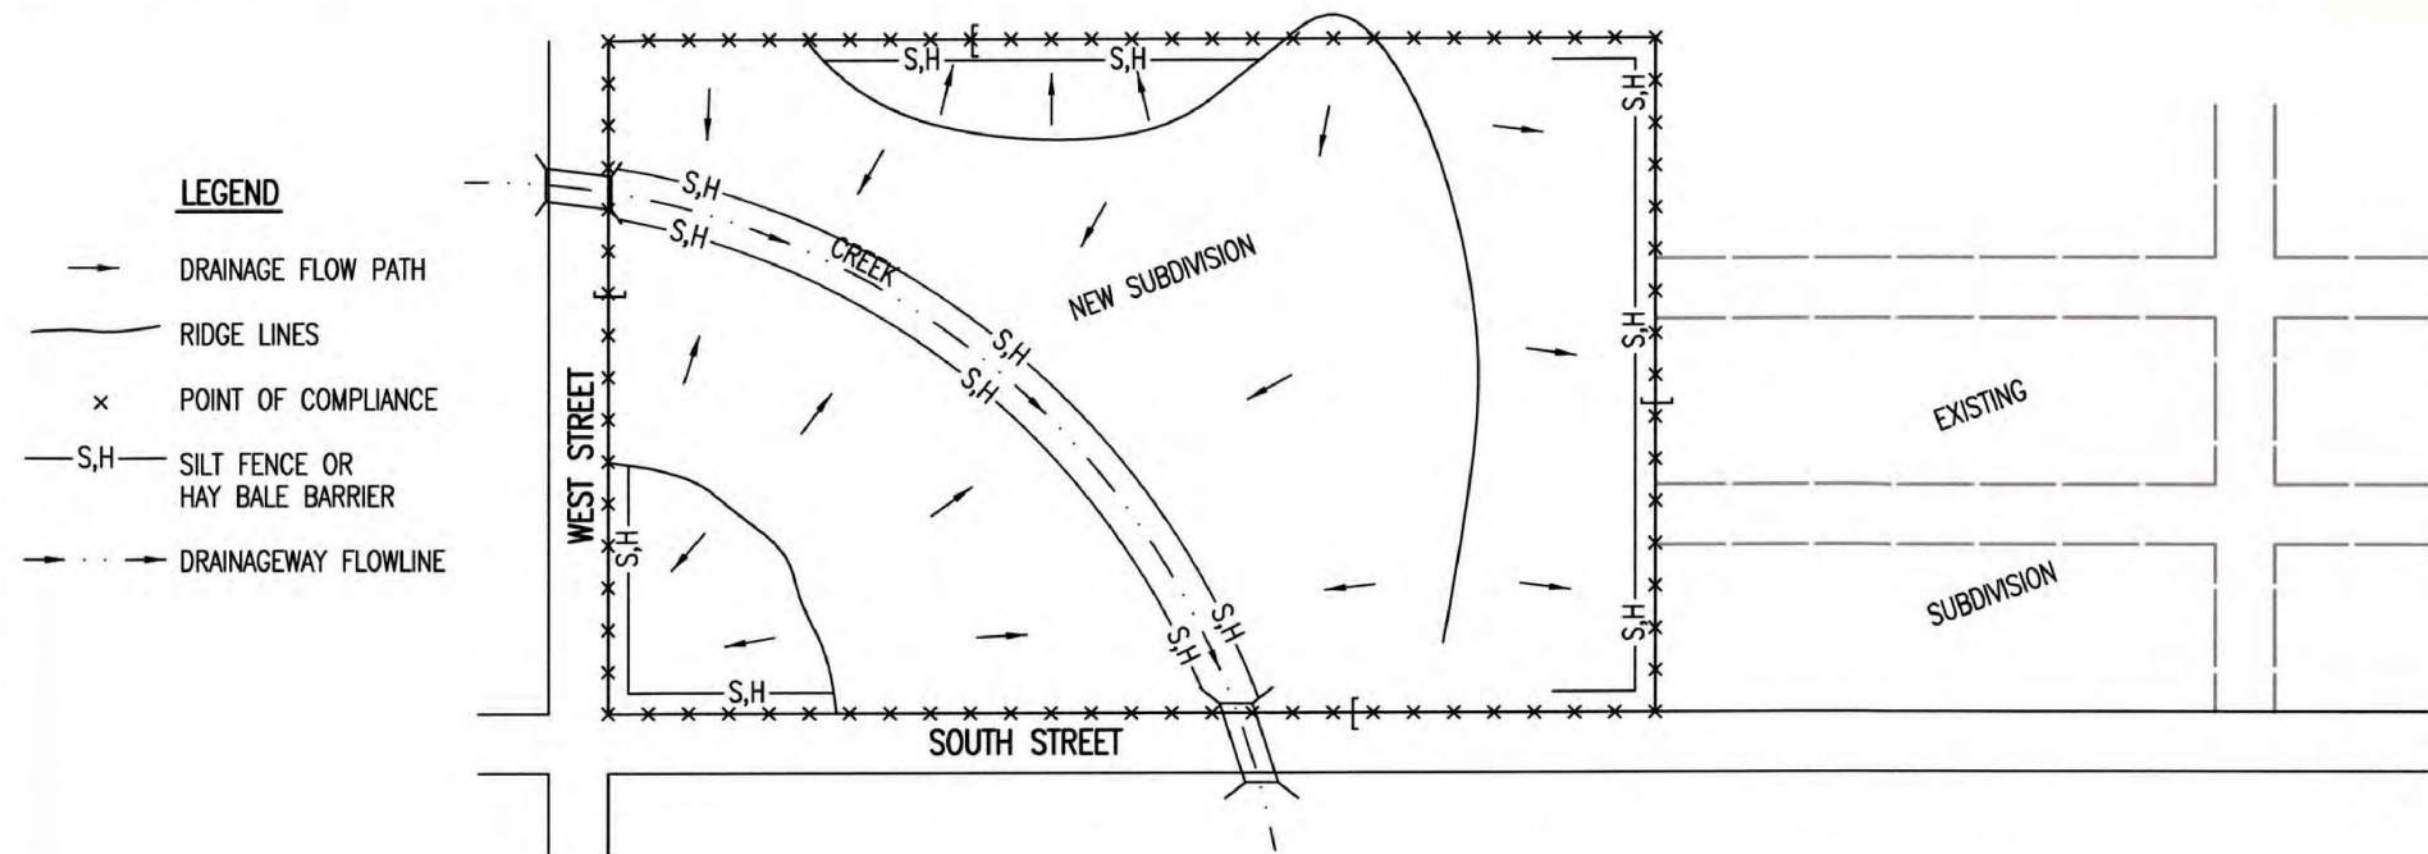 LEGEND
DRAINAGE FLOW PATH
RIDGE LINES
POINT OF COMPLIANCE
S,H
SILT FENCE OR
HAY BALE BARRIER
DRAINAGEWAY FLOWLINE
S,H
S,H
S,H
S,H
S,H
CREEK
NEW SUBDIVISION
S,H
S,H
S,H
WEST STREET
EXISTING
S,H
S,H
S,H
S,H
SUBDIVISION
S,H
SOUTH STREET